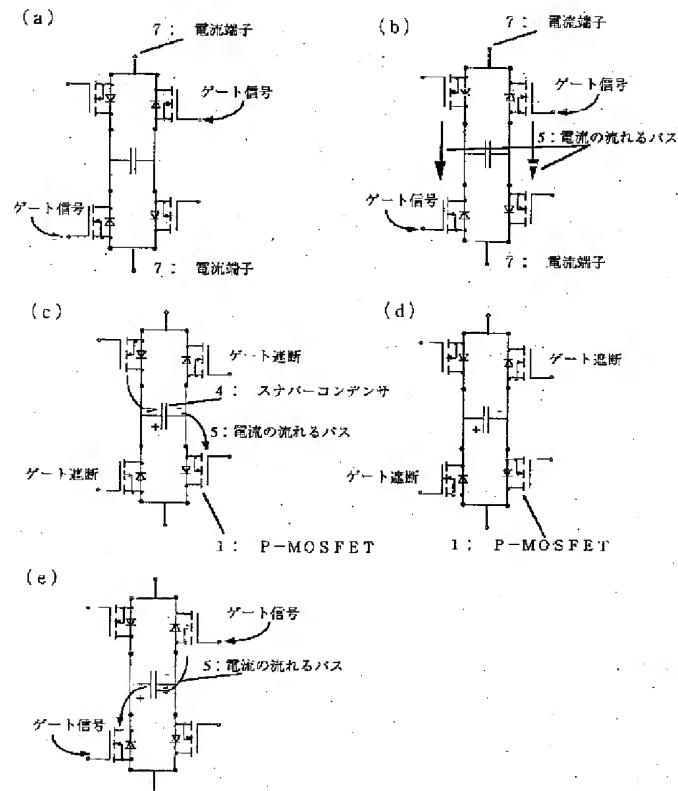 (a)
7： 電流端子
ゲート信号
ゲート信号
7： 電流端子
(b)
7： 電流端子
ゲート信号
5：電流の流れるパス
ゲート信号
7： 電流端子
(c)
ゲート遮断
4： スナバーコンデンサ
+
5：電流の流れるパス
ゲート遮断
1： P-MOSFET
(d)
ゲート遮断
+
ゲート遮断
1： P-MOSFET
(e)
ゲート信号
5：電流の流れるパス
+
ゲート信号